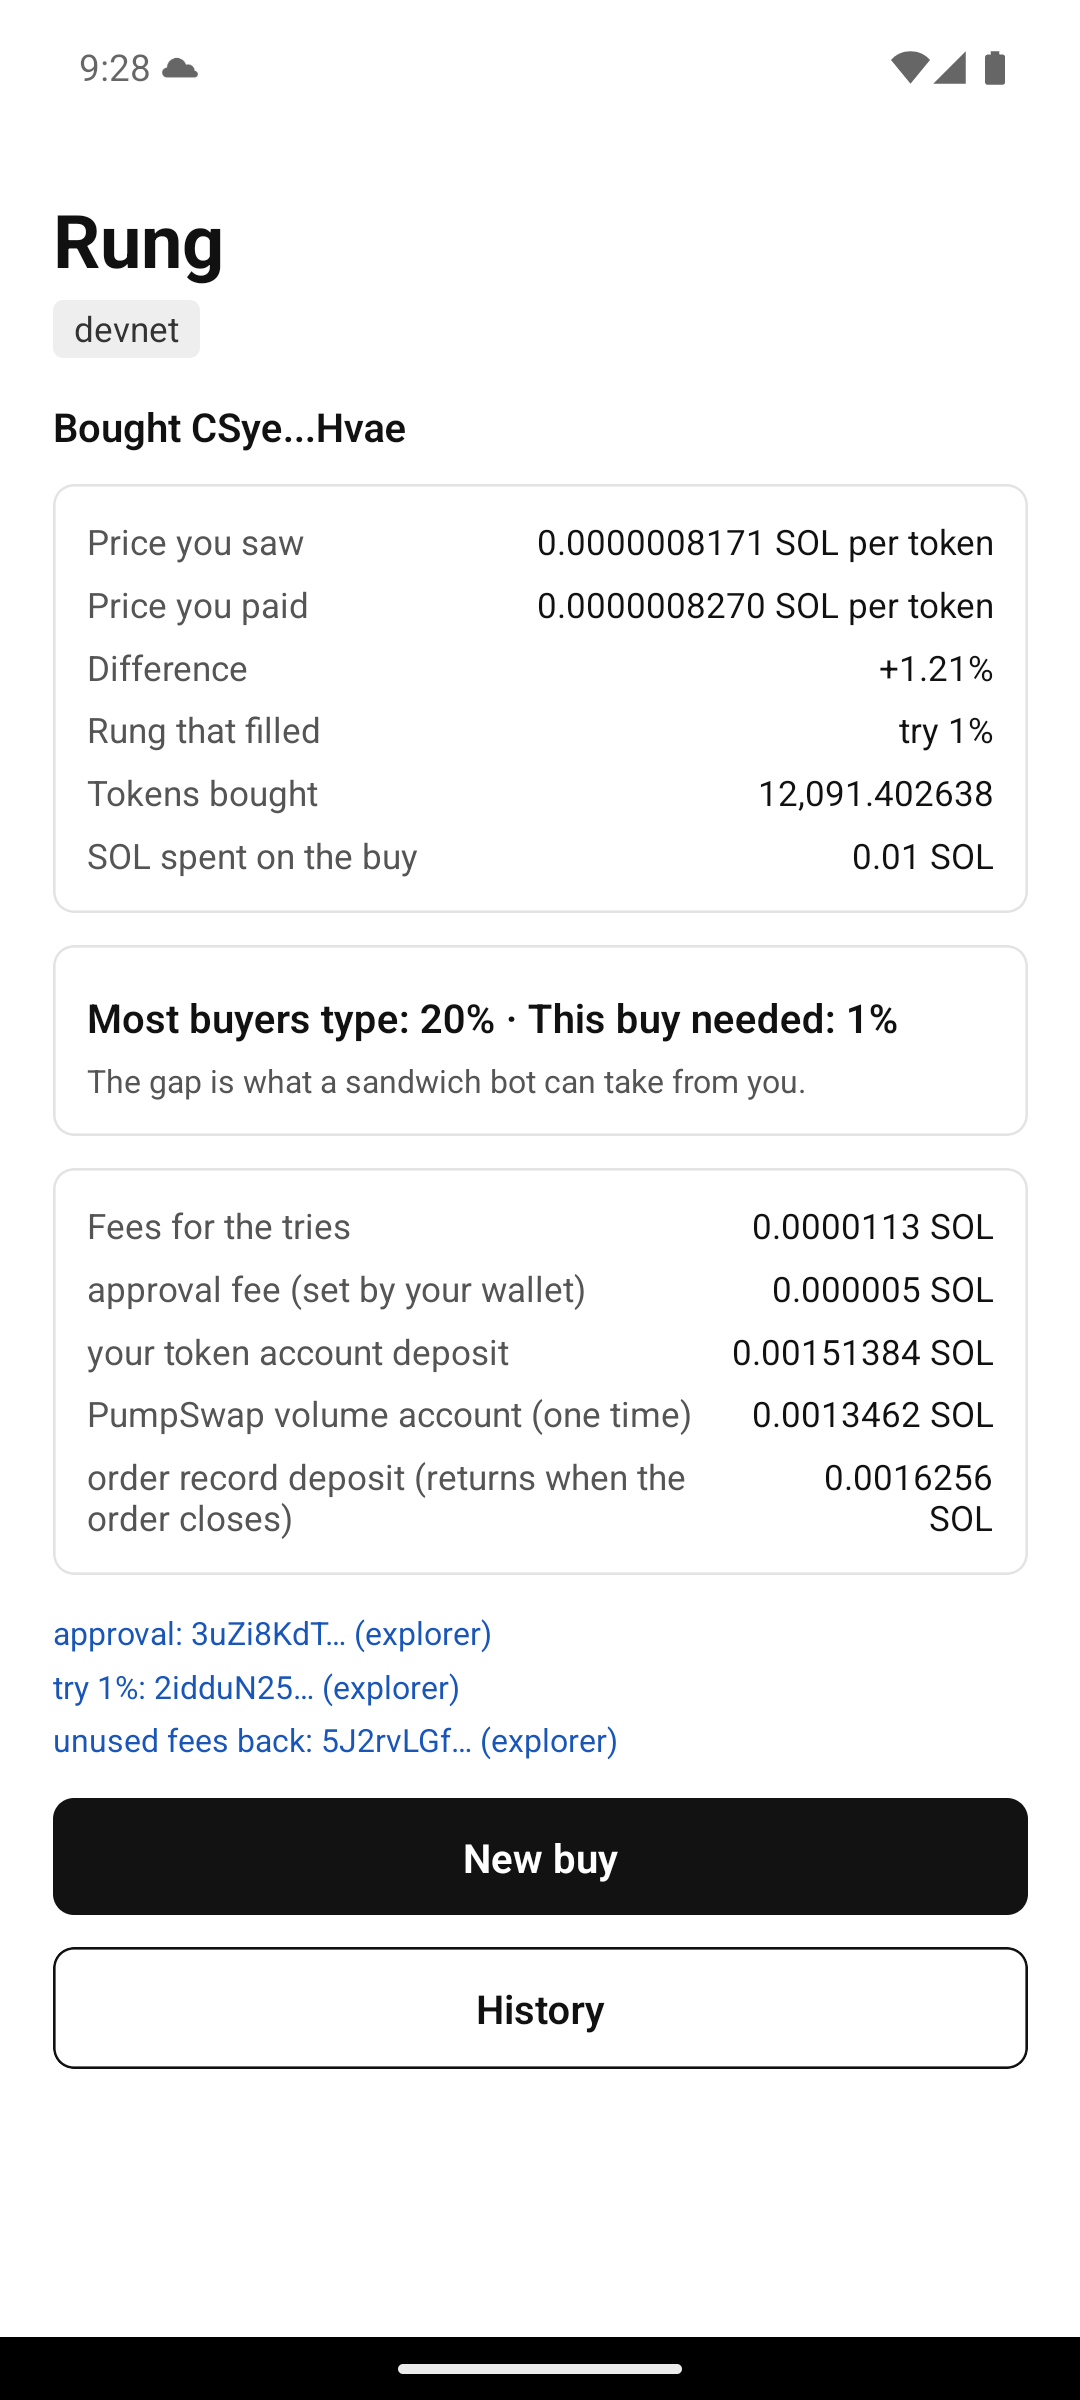 9:28
Rung
devnet
Bought CSye...Hvae
Price you saw 0.0000008171 SOL per token
Price you paid 0.0000008270 SOL per token
Difference +1.21%
Rung that filled try 1%
Tokens bought 12,091.402638
SOL spent on the buy 0.01 SOL
Most buyers type: 20% · This buy needed: 1%
The gap is what a sandwich bot can take from you.
Fees for the tries 0.0000113 SOL
approval fee (set by your wallet) 0.000005 SOL
your token account deposit 0.00151384 SOL
PumpSwap volume account (one time) 0.0013462 SOL
order record deposit (returns when the 0.0016256
order closes) SOL
approval: 3uZi8KdT… (explorer)
try 1%: 2idduN25… (explorer)
unused fees back: 5J2rvLGf… (explorer)
New buy
History